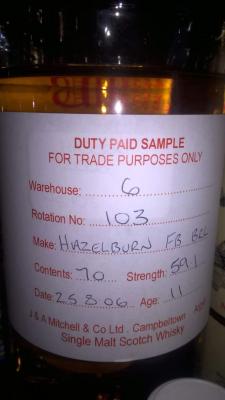 DUTY PAID SAMPLE
FOR TRADE PURPOSES ONLY
Warehouse: 6
Rotation No: 103
Make: HAZELBURN FB BRL
Contents: 70 Strength: 59.1
Date: 25.8.06 Age: 11
J & A Mitchell & Co Ltd. Campbeltown
Single Malt Scotch Whisky